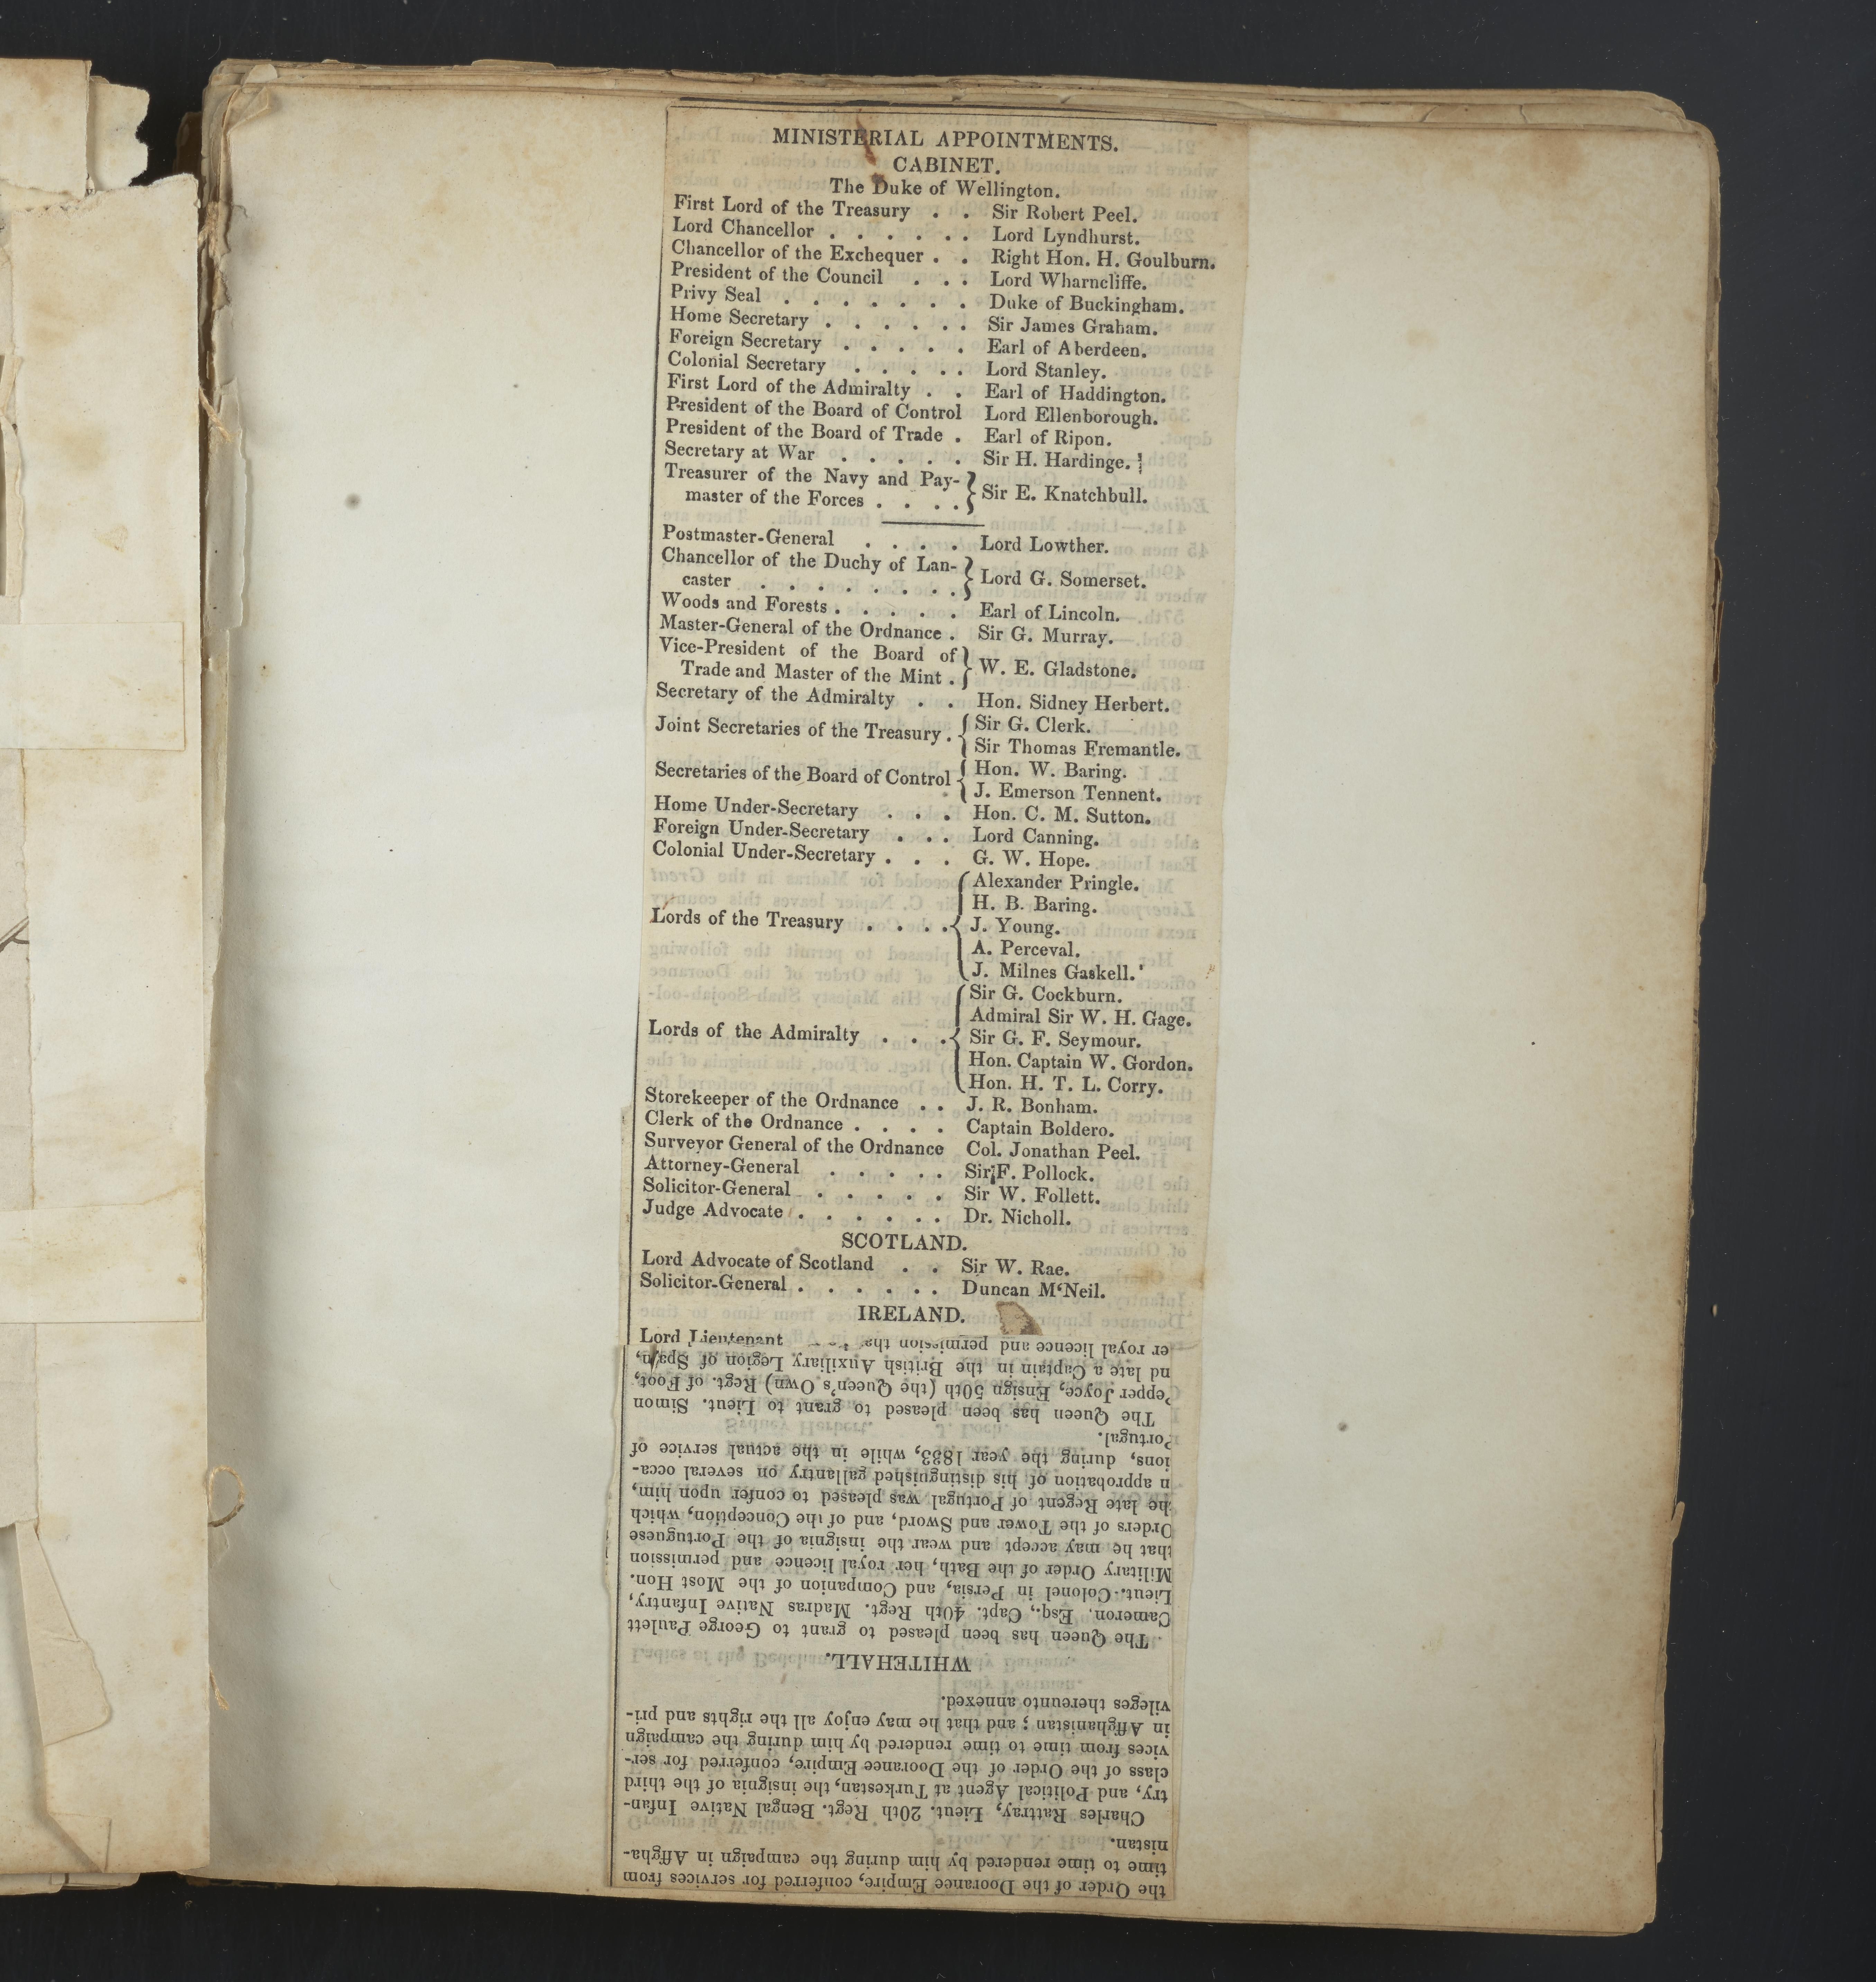 MINISTERIAL APPOINTMENTS.
CABINET.
The Duke of Wellington.
First Lord of the Treasury . . Sir Robert Peel.
Lord Chancellor . . . . . . Lord Lyndhurst.
Chancellor of the Exchequer . . Right Hon. H. Goulburn.
President of the Council . . . Lord Wharncliffe.
Privy Seal . . . . . . . Duke of Buckingham.
Home Secretary . . . . . . Sir James Graham.
Foreign Secretary . . . . . Earl of Aberdeen.
Colonial Secretary . . . . . Lord Stanley.
First Lord of the Admiralty . . Earl of Haddington.
President of the Board of Control Lord Ellenborough.
President of the Board of Trade . Earl of Ripon.
Secretary at War . . . . . Sir H. Hardinge.
Treasurer of the Navy and Pay-
master of the Forces . . . . } Sir E. Knatchbull.
Postmaster-General . . . . Lord Lowther.
Chancellor of the Duchy of Lan-
caster . . . . . . . . } Lord G. Somerset.
Woods and Forests . . . . . Earl of Lincoln.
Master-General of the Ordnance . Sir G. Murray.
Vice-President of the Board of
Trade and Master of the Mint . } W. E. Gladstone.
Secretary of the Admiralty . . Hon. Sidney Herbert.
Joint Secretaries of the Treasury . { Sir G. Clerk.
Sir Thomas Fremantle.
Secretaries of the Board of Control { Hon. W. Baring.
J. Emerson Tennent.
Home Under-Secretary . . . Hon. C. M. Sutton.
Foreign Under-Secretary . . . Lord Canning.
Colonial Under-Secretary . . . G. W. Hope.
Lords of the Treasury . . . . { Alexander Pringle.
H. B. Baring.
J. Young.
A. Perceval.
J. Milnes Gaskell.'
Lords of the Admiralty . . . { Sir G. Cockburn.
Admiral Sir W. H. Gage.
Sir G. F. Seymour.
Hon. Captain W. Gordon.
Hon. H. T. L. Corry.
Storekeeper of the Ordnance . . J. R. Bonham.
Clerk of the Ordnance . . . . Captain Boldero.
Surveyor General of the Ordnance Col. Jonathan Peel.
Attorney-General . . . . . Sir F. Pollock.
Solicitor-General . . . . . Sir W. Follett.
Judge Advocate . . . . . . Dr. Nicholl.
SCOTLAND.
Lord Advocate of Scotland . . Sir W. Rae.
Solicitor-General . . . . . . Duncan M‘Neil.
IRELAND.
Lord Lieutenant
the Order of the Dooranee Empire, conferred for services from
time to time rendered by him during the campaign in Affgha-
nistan.
Charles Rattray, Lieut. 20th Regt. Bengal Native Infan-
try, and Political Agent at Turkestan, the insignia of the third
class of the Order of the Dooranee Empire, conferred for ser-
vices from time to time rendered by him during the campaign
in Affghanistan ; and that he may enjoy all the rights and pri-
vileges thereunto annexed.
WHITEHALL.
The Queen has been pleased to grant to George Paulett
Cameron, Esq., Capt. 40th Regt. Madras Native Infantry,
Lieut.-Colonel in Persia, and Companion of the Most Hon.
Military Order of the Bath, her royal licence and permission
that he may accept and wear the insignia of the Portuguese
Orders of the Tower and Sword, and of the Conception, which
he late Regent of Portugal was pleased to confer upon him,
n approbation of his distinguished gallantry on several occa-
ions, during the year 1833, while in the actual service of
Portugal.
The Queen has been pleased to grant to Lieut. Simon
Pepper Joyce, Ensign 50th (the Queen's Own) Regt. of Foot,
nd late a Captain in the British Auxiliary Legion of Spain,
er royal licence and permission tha